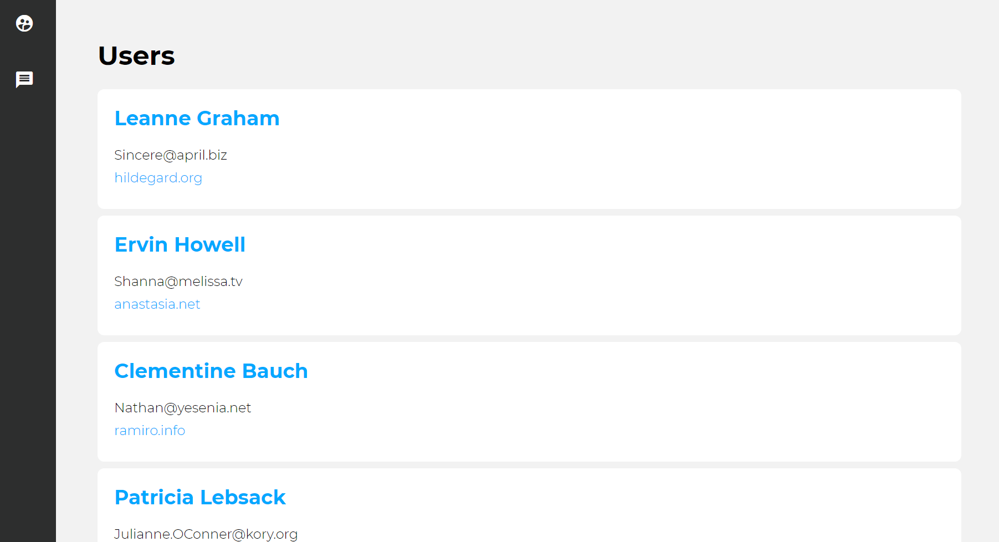 Users
Leanne Graham
Sincere@april.biz
hildegard.org
Ervin Howell
Shanna@melissa.tv
anastasia.net
Clementine Bauch
Nathan@yesenia.net
ramiro.info
Patricia Lebsack
Julianne.OConner@kory.org